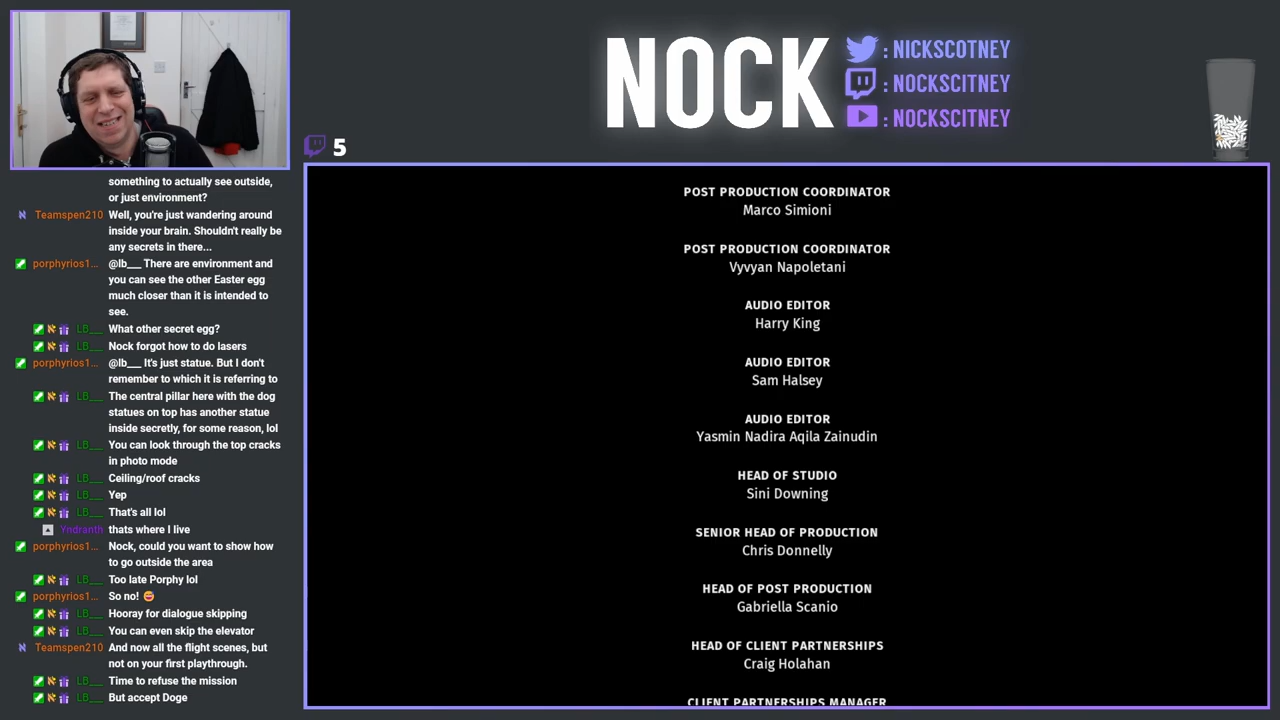 NOCK
: NICKSCOTNEY
: NOCKSCITNEY
: NOCKSCITNEY
5
something to actually see outside,
or just environment?
Teamspen210 Well, you're just wandering around
inside your brain. Shouldn't really be
any secrets in there...
porphyrios1... @lb___ There are environment and
you can see the other Easter egg
much closer than it is intended to
see.
LB___ What other secret egg?
LB___ Nock forgot how to do lasers
porphyrios1... @lb___ It's just statue. But I don't
remember to which it is referring to
LB___ The central pillar here with the dog
statues on top has another statue
inside secretly, for some reason, lol
LB___ You can look through the top cracks
in photo mode
LB___ Ceiling/roof cracks
LB___ Yep
LB___ That's all lol
Yndranth thats where I live
porphyrios1... Nock, could you want to show how
to go outside the area
LB___ Too late Porphy lol
porphyrios1... So no! 😅
LB___ Hooray for dialogue skipping
LB___ You can even skip the elevator
Teamspen210 And now all the flight scenes, but
not on your first playthrough.
LB___ Time to refuse the mission
LB___ But accept Doge
POST PRODUCTION COORDINATOR
Marco Simioni
POST PRODUCTION COORDINATOR
Vyvyan Napoletani
AUDIO EDITOR
Harry King
AUDIO EDITOR
Sam Halsey
AUDIO EDITOR
Yasmin Nadira Aqila Zainudin
HEAD OF STUDIO
Sini Downing
SENIOR HEAD OF PRODUCTION
Chris Donnelly
HEAD OF POST PRODUCTION
Gabriella Scanio
HEAD OF CLIENT PARTNERSHIPS
Craig Holahan
CLIENT PARTNERSHIPS MANAGER